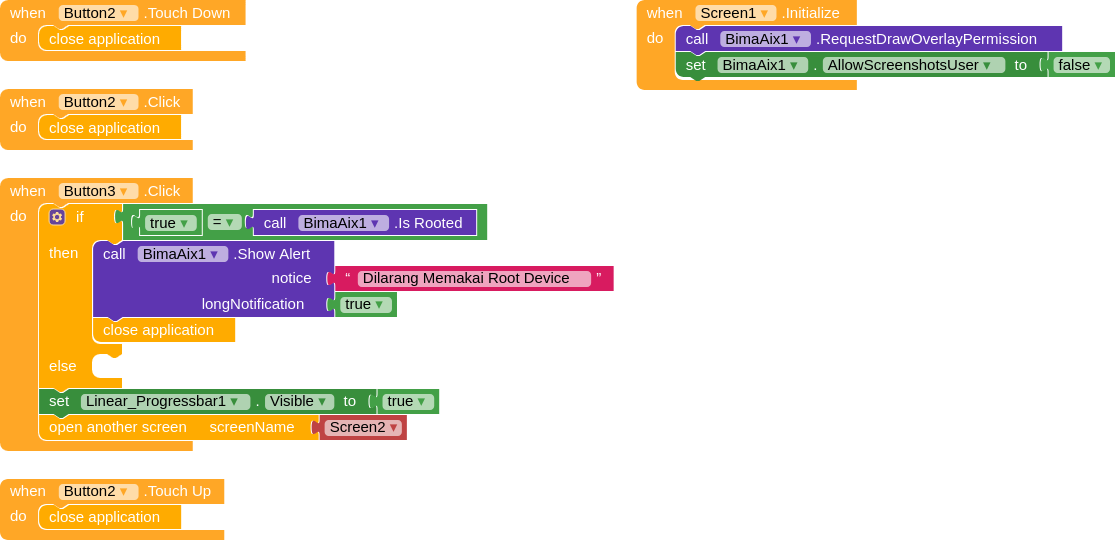 when Button2 .Touch Down
do close application
when Button2 .Click
do close application
when Button3 .Click
do if true = call BimaAix1 .Is Rooted
then call BimaAix1 .Show Alert
notice “ Dilarang Memakai Root Device ”
longNotification true
close application
else
set Linear_Progressbar1 . Visible to true
open another screen screenName Screen2
when Button2 .Touch Up
do close application
when Screen1 .Initialize
do call BimaAix1 .RequestDrawOverlayPermission
set BimaAix1 . AllowScreenshotsUser to false